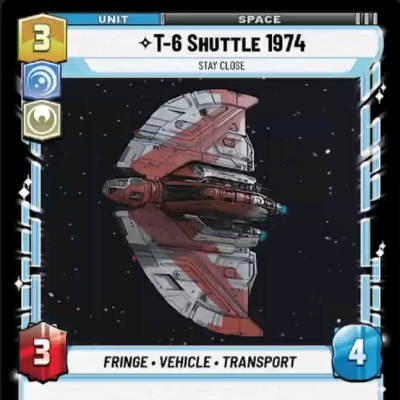 UNIT SPACE
3
✧T-6 SHUTTLE 1974
STAY CLOSE
3
4
FRINGE • VEHICLE • TRANSPORT